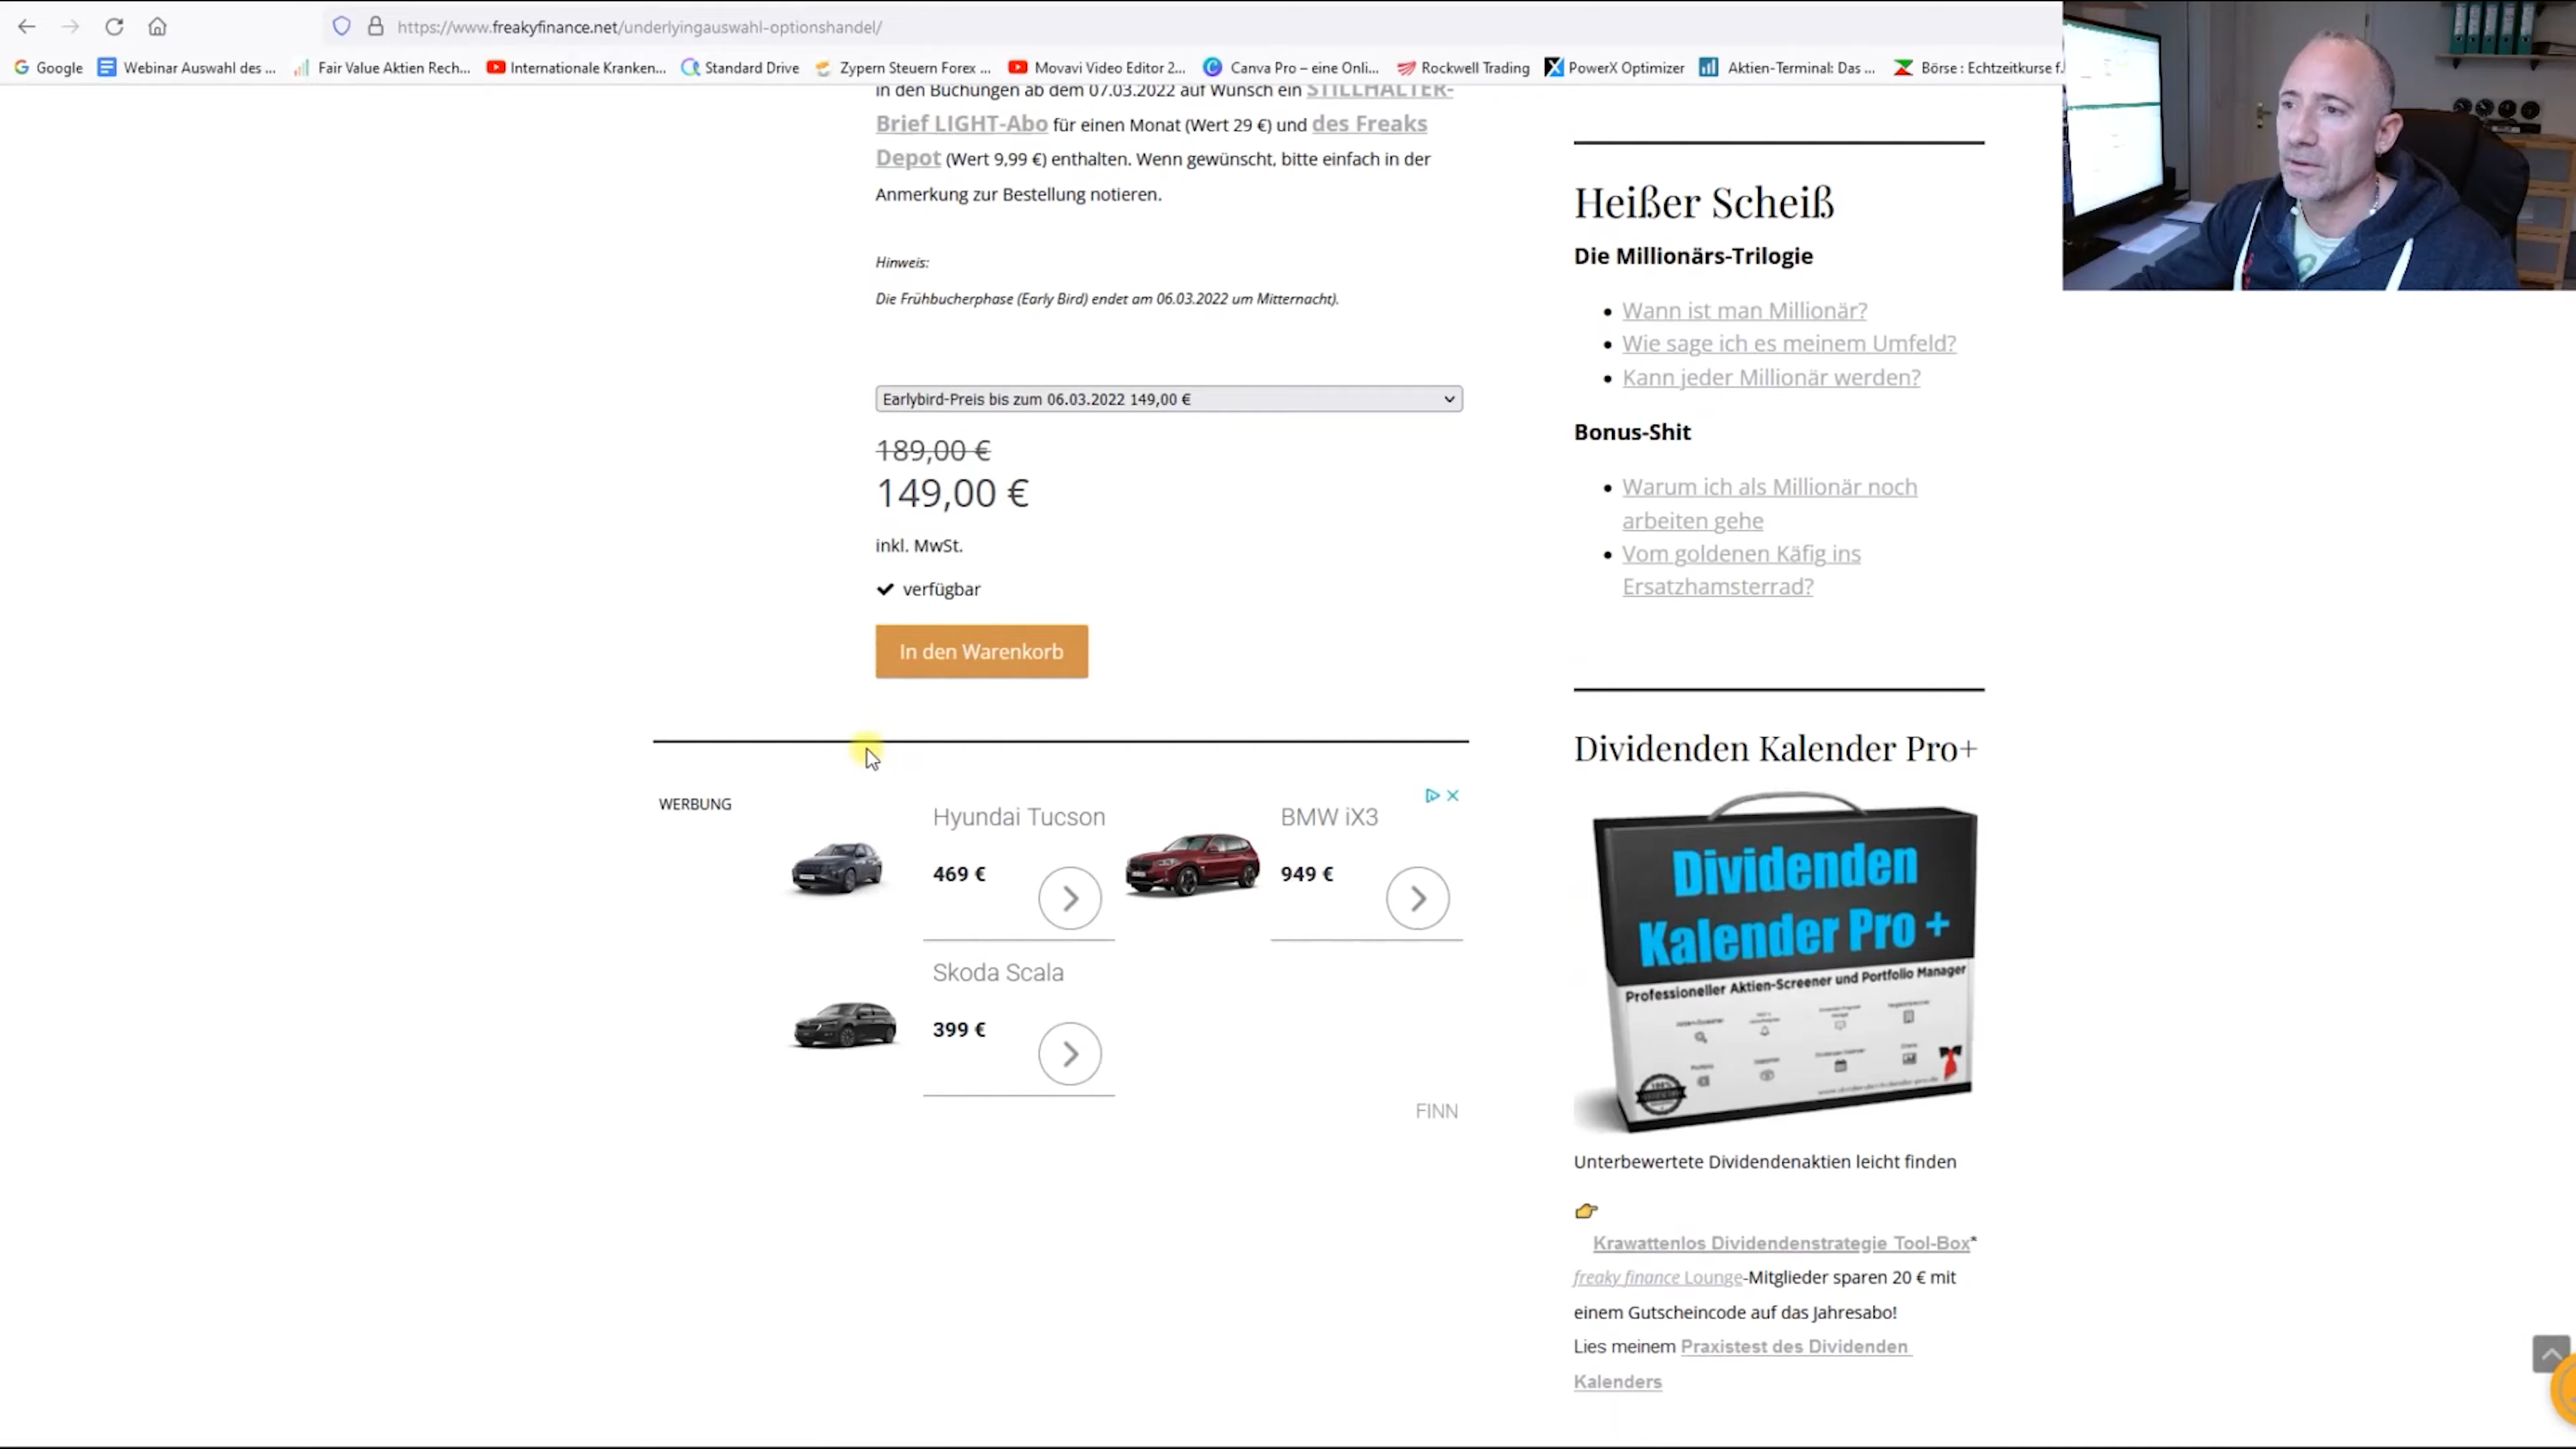 https://www.freakyfinance.net/underlyingauswahl-optionshandel/
Google Webinar Auswahl des ... Fair Value Aktien Rech... Internationale Kranken... Standard Drive Zypern Steuern Forex ... Movavi Video Editor 2... Canva Pro – eine Onli... Rockwell Trading PowerX Optimizer Aktien-Terminal: Das ... Börse : Echtzeitkurse f.
in den Buchungen ab dem 07.03.2022 auf Wunsch ein STILLHALTER-
Brief LIGHT-Abo für einen Monat (Wert 29 €) und des Freaks
Depot (Wert 9,99 €) enthalten. Wenn gewünscht, bitte einfach in der
Anmerkung zur Bestellung notieren.
Hinweis:
Die Frühbucherphase (Early Bird) endet am 06.03.2022 um Mitternacht).
Earlybird-Preis bis zum 06.03.2022 149,00 €
189,00 €
149,00 €
inkl. MwSt.
verfügbar
In den Warenkorb
WERBUNG
Hyundai Tucson
469 €
BMW iX3
949 €
Skoda Scala
399 €
FINN
Heißer Scheiß
Die Millionärs-Trilogie
Wann ist man Millionär?
Wie sage ich es meinem Umfeld?
Kann jeder Millionär werden?
Bonus-Shit
Warum ich als Millionär noch
arbeiten gehe
Vom goldenen Käfig ins
Ersatzhamsterrad?
Dividenden Kalender Pro+
Dividenden
Kalender Pro +
Professioneller Aktien-Screener und Portfolio Manager
Unterbewertete Dividendenaktien leicht finden
Krawattenlos Dividendenstrategie Tool-Box*
freaky finance Lounge-Mitglieder sparen 20 € mit
einem Gutscheincode auf das Jahresabo!
Lies meinem Praxistest des Dividenden
Kalenders